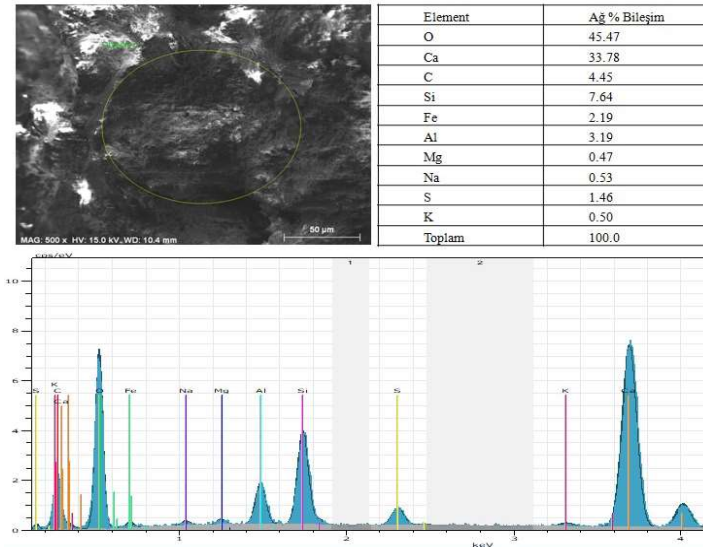 MAG: 500 x HV: 15.0 kV WD: 10.4 mm
50 µm
Element Ağ % Bileşim
O 45.47
Ca 33.78
C 4.45
Si 7.64
Fe 2.19
Al 3.19
Mg 0.47
Na 0.53
S 1.46
K 0.50
Toplam 100.0
cps/eV
1 2
10
8
6
K
S C O Fe Na Mg Al Si S K Ca
Ca
4
2
0
1 2 3 4
keV